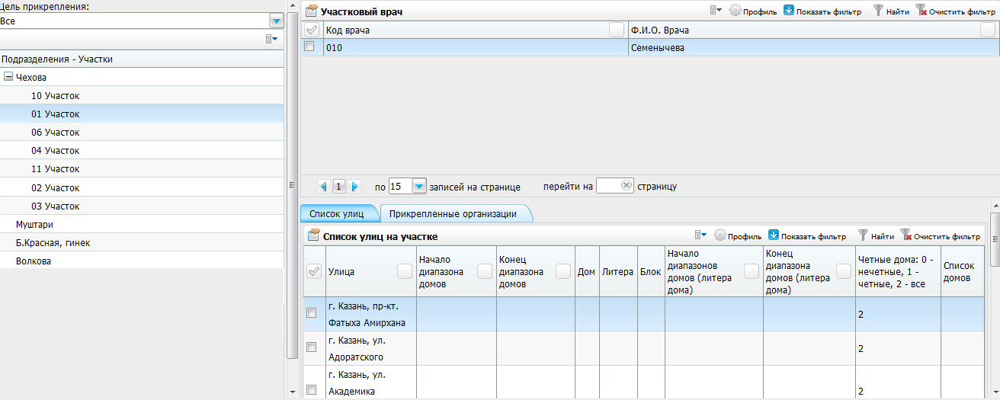 Цель прикрепления:
Все
Подразделения - Участки
Чехова
10 Участок
01 Участок
06 Участок
04 Участок
11 Участок
02 Участок
03 Участок
Муштари
Б.Красная, гинек
Волкова
Участковый врач
Профиль Показать фильтр Найти Очистить фильтр
Код врача Ф.И.О. Врача
010 Семенычева
1 по 15 записей на странице перейти на страницу
Список улиц Прикрепленные организации
Список улиц на участке
Профиль Показать фильтр Найти Очистить фильтр
Улица
Начало
диапазона
домов
Конец
диапазона
домов
Дом
Литера
Блок
Начало
диапазонов
домов (литера
дома)
Конец
диапазона
домов (литера
дома)
Четные дома: 0 -
нечетные, 1 -
четные, 2 - все
Список
домов
г. Казань, пр-кт.
Фатыха Амирхана
2
г. Казань, ул.
Адоратского
2
г. Казань, ул.
Академика
2